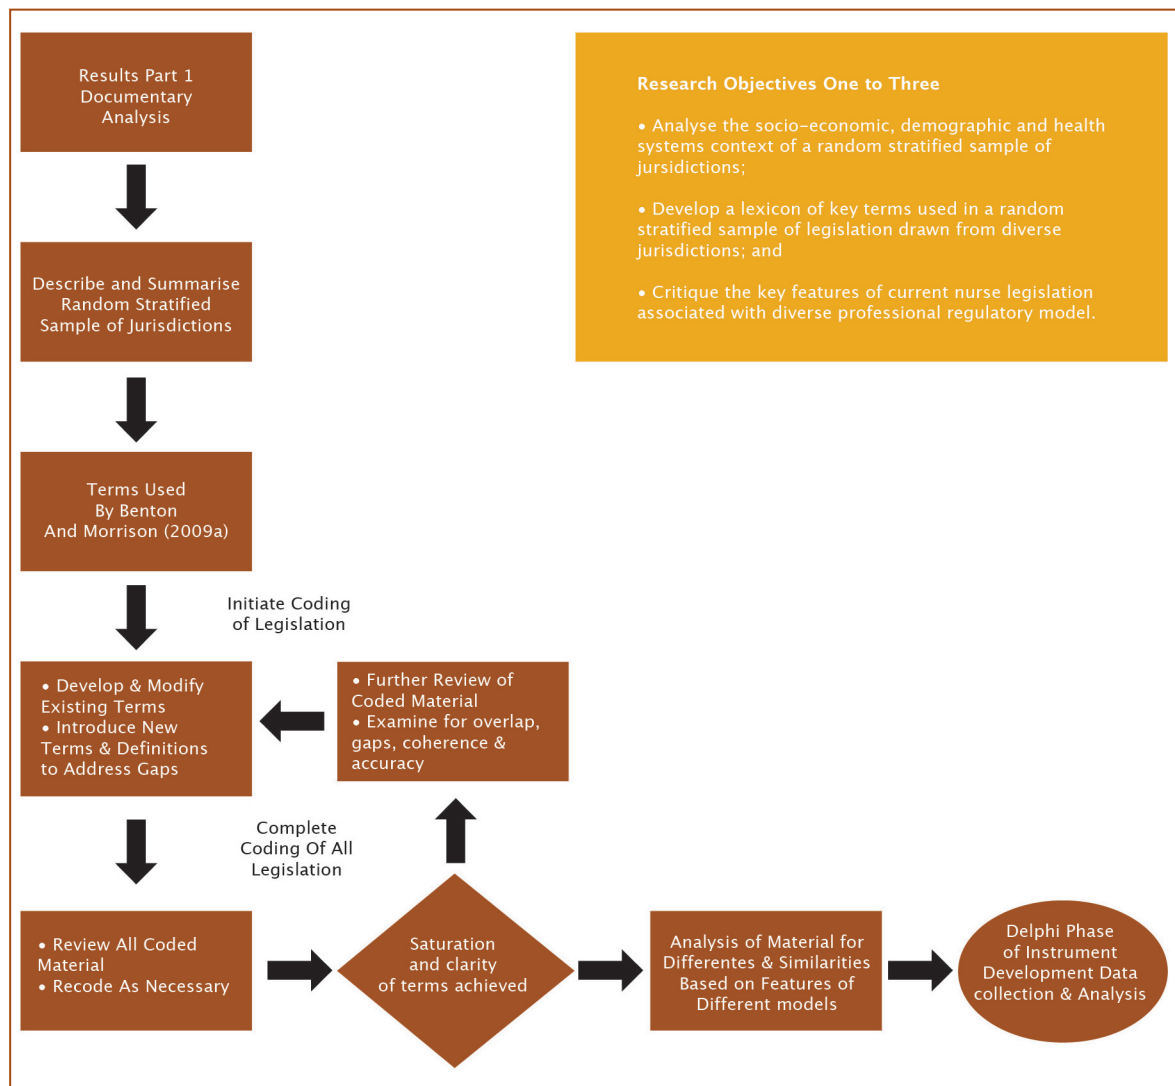 Results Part 1
Documentary
Analysis
Research Objectives One to Three
• Analyse the socio-economic, demographic and health
systems context of a random stratified sample of
jursidictions;
• Develop a lexicon of key terms used in a random
stratified sample of legislation drawn from diverse
jurisdictions; and
• Critique the key features of current nurse legislation
associated with diverse professional regulatory model.
Describe and Summarise
Random Stratified
Sample of Jurisdictions
Terms Used
By Benton
And Morrison (2009a)
Initiate Coding
of Legislation
• Develop & Modify
Existing Terms
• Introduce New
Terms & Definitions
to Address Gaps
• Further Review of
Coded Material
• Examine for overlap,
gaps, coherence &
accuracy
Complete
Coding Of All
Legislation
• Review All Coded
Material
• Recode As Necessary
Saturation
and clarity
of terms achieved
Analysis of Material for
Differentes & Similarities
Based on Features of
Different models
Delphi Phase
of Instrument
Development Data
collection & Analysis